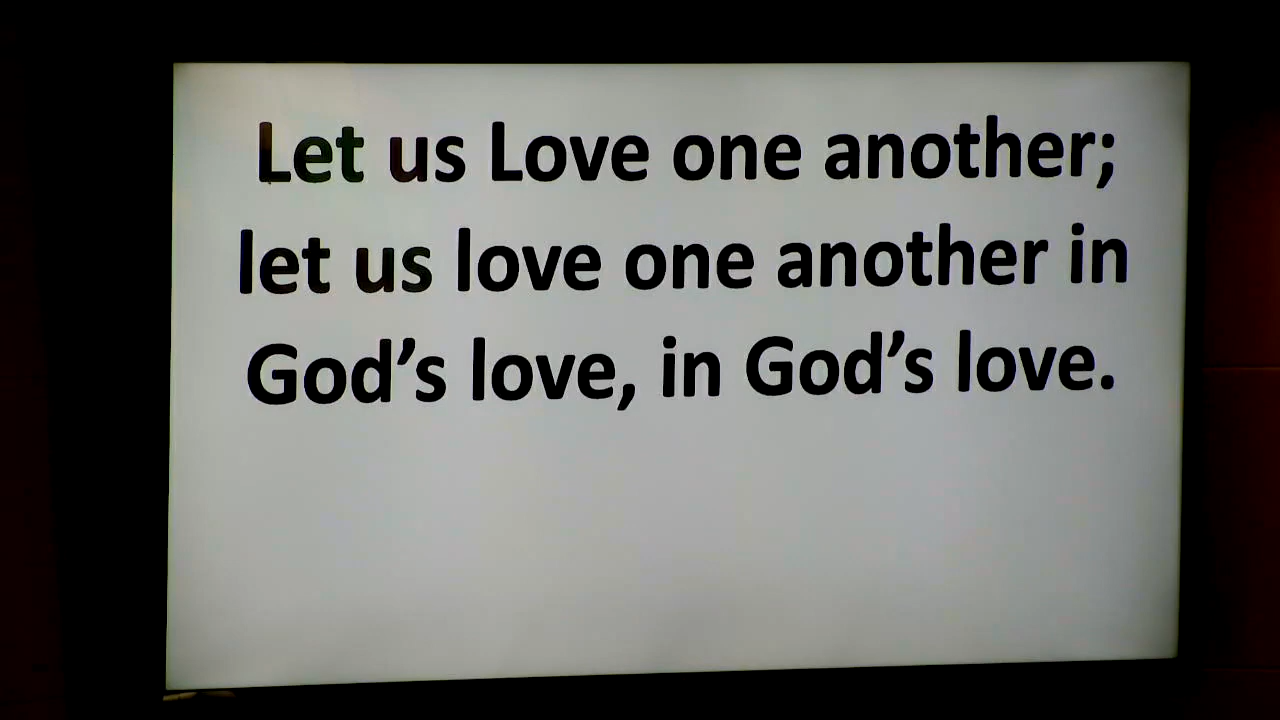 Let us Love one another;
let us love one another in
God’s love, in God’s love.